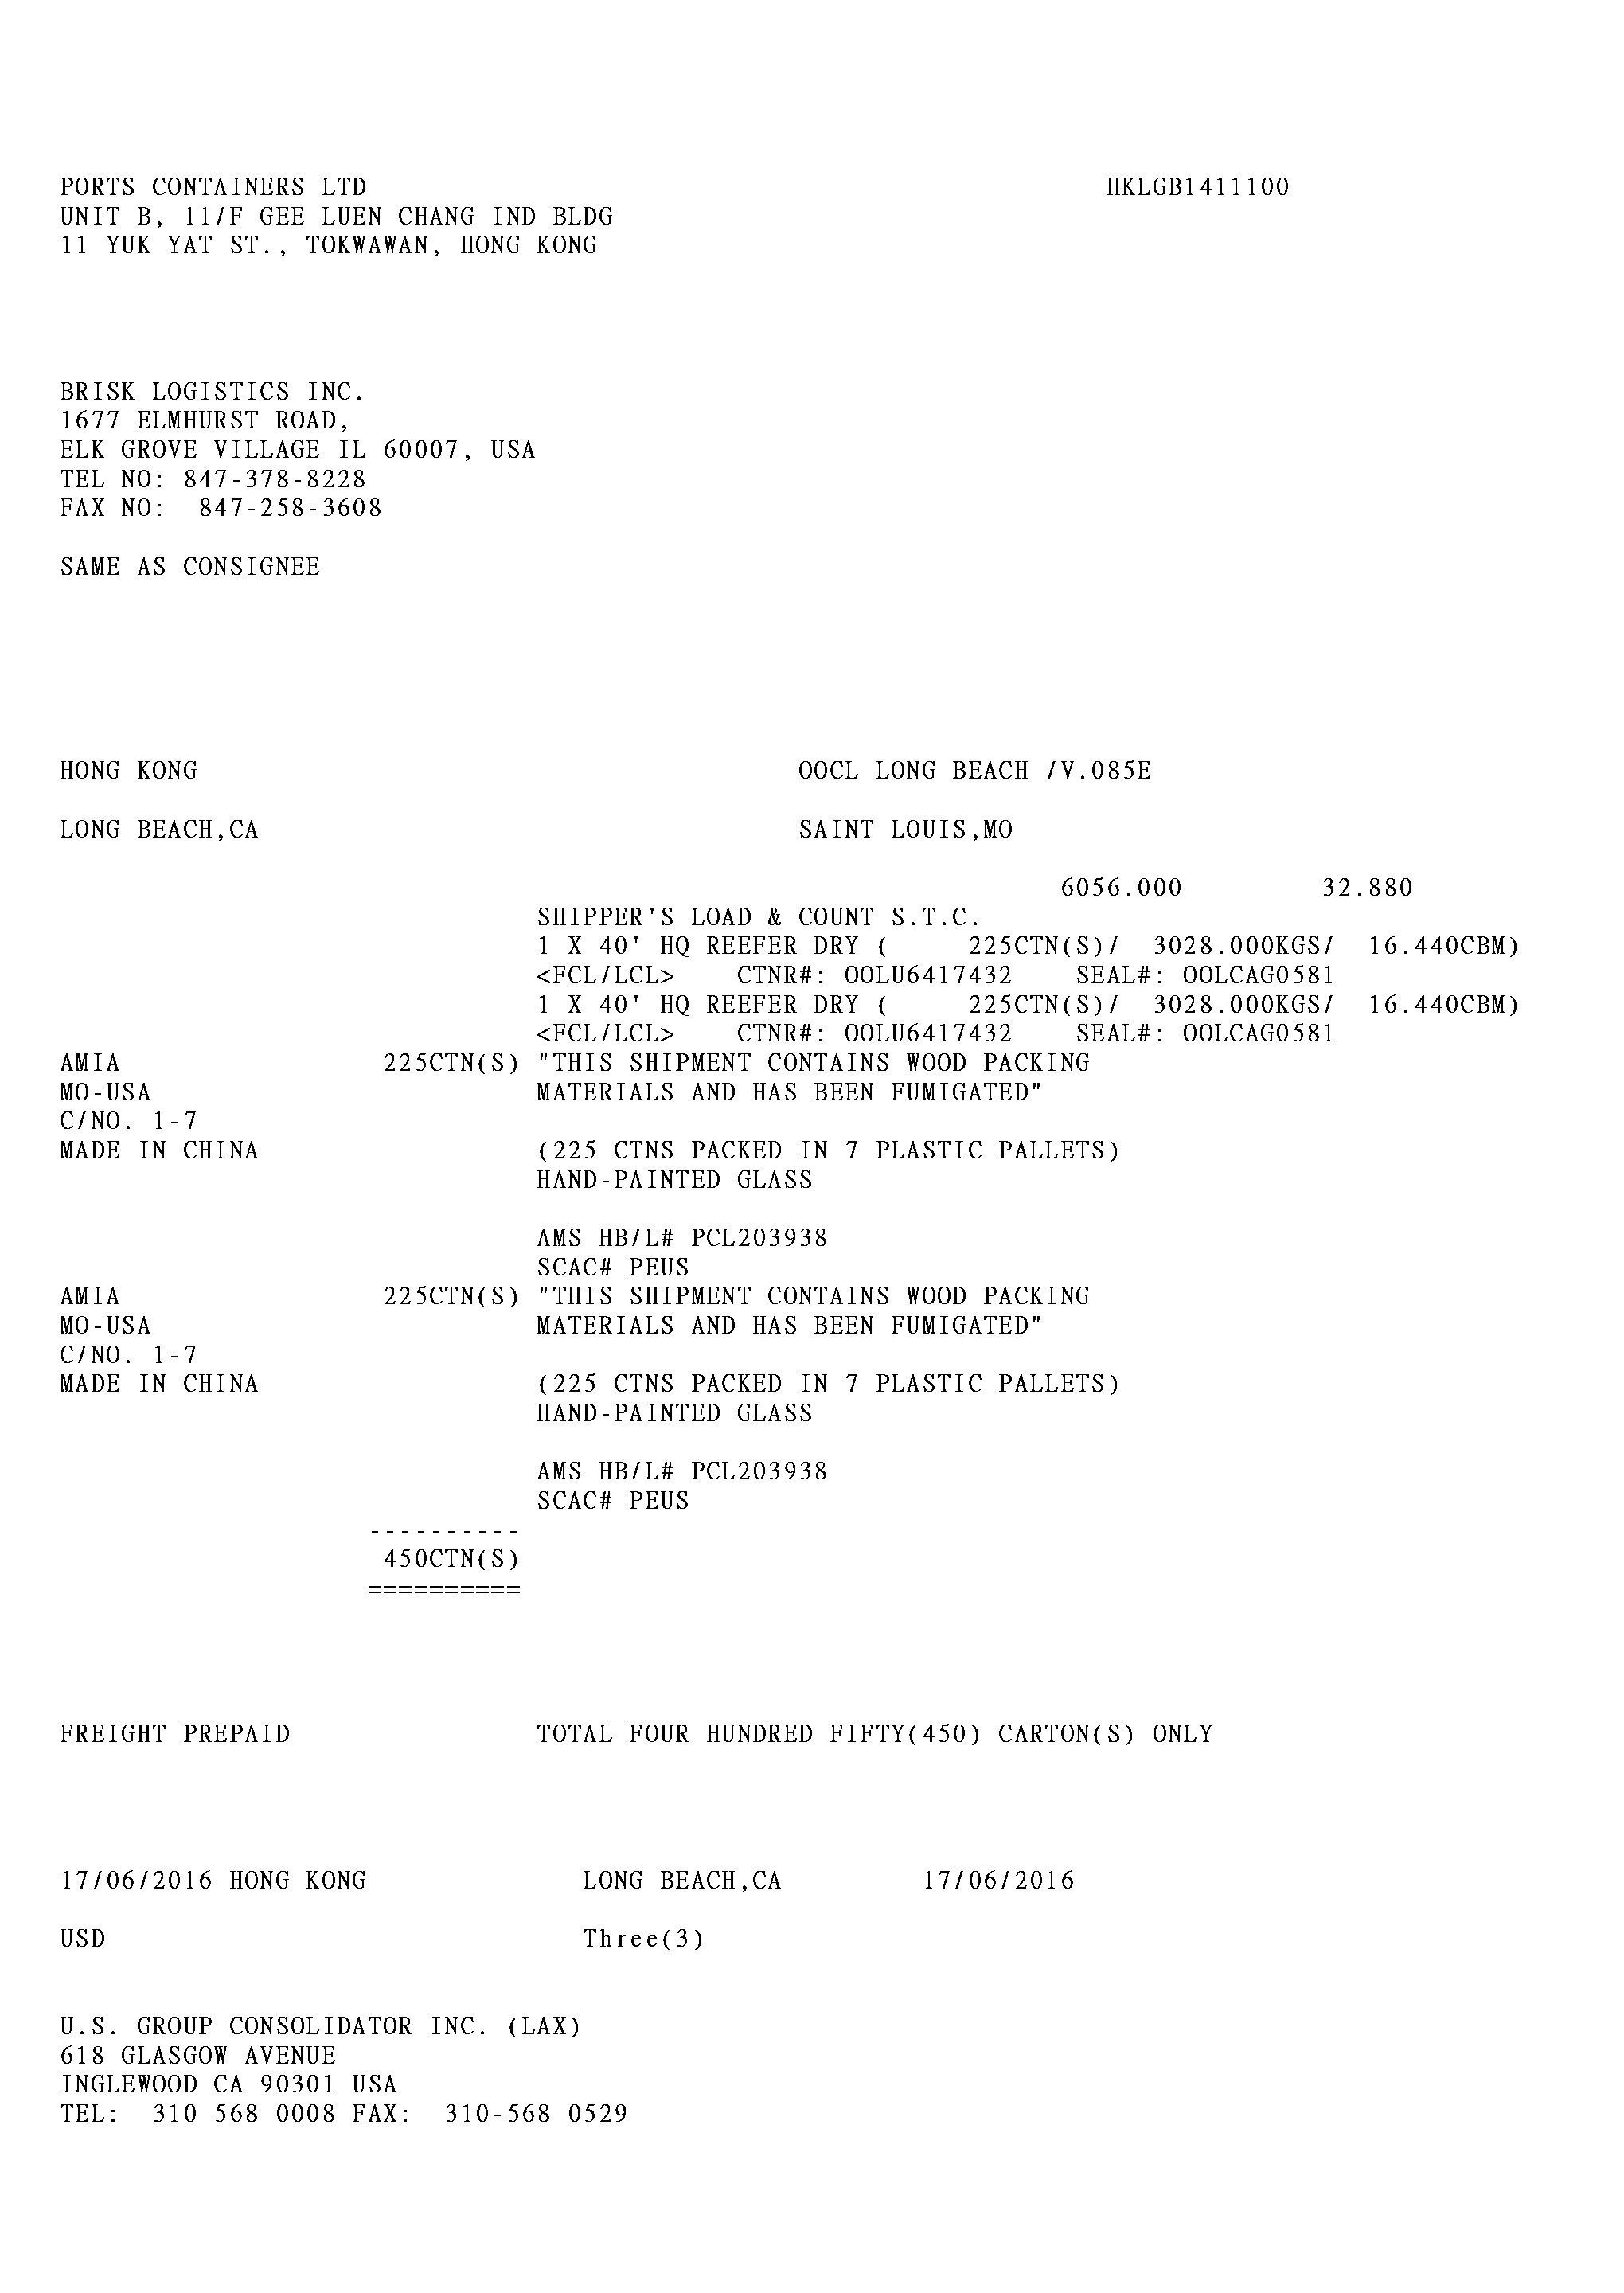 PORTS CONTAINERS LTD HKLGB1411100
UNIT B, 11/F GEE LUEN CHANG IND BLDG
11 YUK YAT ST., TOKWAWAN, HONG KONG
BRISK LOGISTICS INC.
1677 ELMHURST ROAD,
ELK GROVE VILLAGE IL 60007, USA
TEL NO: 847-378-8228
FAX NO: 847-258-3608
SAME AS CONSIGNEE
HONG KONG OOCL LONG BEACH /V.085E
LONG BEACH,CA SAINT LOUIS,MO
6056.000 32.880
SHIPPER'S LOAD & COUNT S.T.C.
1 X 40' HQ REEFER DRY ( 225CTN(S)/ 3028.000KGS/ 16.440CBM)
<FCL/LCL> CTNR#: OOLU6417432 SEAL#: OOLCAG0581
1 X 40' HQ REEFER DRY ( 225CTN(S)/ 3028.000KGS/ 16.440CBM)
<FCL/LCL> CTNR#: OOLU6417432 SEAL#: OOLCAG0581
AMIA 225CTN(S) "THIS SHIPMENT CONTAINS WOOD PACKING
MO-USA MATERIALS AND HAS BEEN FUMIGATED"
C/NO. 1-7
MADE IN CHINA (225 CTNS PACKED IN 7 PLASTIC PALLETS)
HAND-PAINTED GLASS
AMS HB/L# PCL203938
SCAC# PEUS
AMIA 225CTN(S) "THIS SHIPMENT CONTAINS WOOD PACKING
MO-USA MATERIALS AND HAS BEEN FUMIGATED"
C/NO. 1-7
MADE IN CHINA (225 CTNS PACKED IN 7 PLASTIC PALLETS)
HAND-PAINTED GLASS
AMS HB/L# PCL203938
SCAC# PEUS
----------
450CTN(S)
==========
FREIGHT PREPAID TOTAL FOUR HUNDRED FIFTY(450) CARTON(S) ONLY
17/06/2016 HONG KONG LONG BEACH,CA 17/06/2016
USD Three(3)
U.S. GROUP CONSOLIDATOR INC. (LAX)
618 GLASGOW AVENUE
INGLEWOOD CA 90301 USA
TEL: 310 568 0008 FAX: 310-568 0529